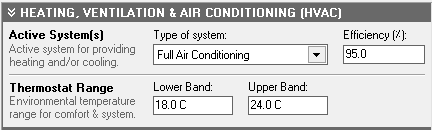 HEATING, VENTILATION & AIR CONDITIONING (HVAC)
Active System(s) Type of system: Efficiency (%):
Active system for providing heating and/or cooling. Full Air Conditioning 95.0
Thermostat Range Lower Band: Upper Band:
Environmental temperature range for comfort & system. 18.0 C 24.0 C